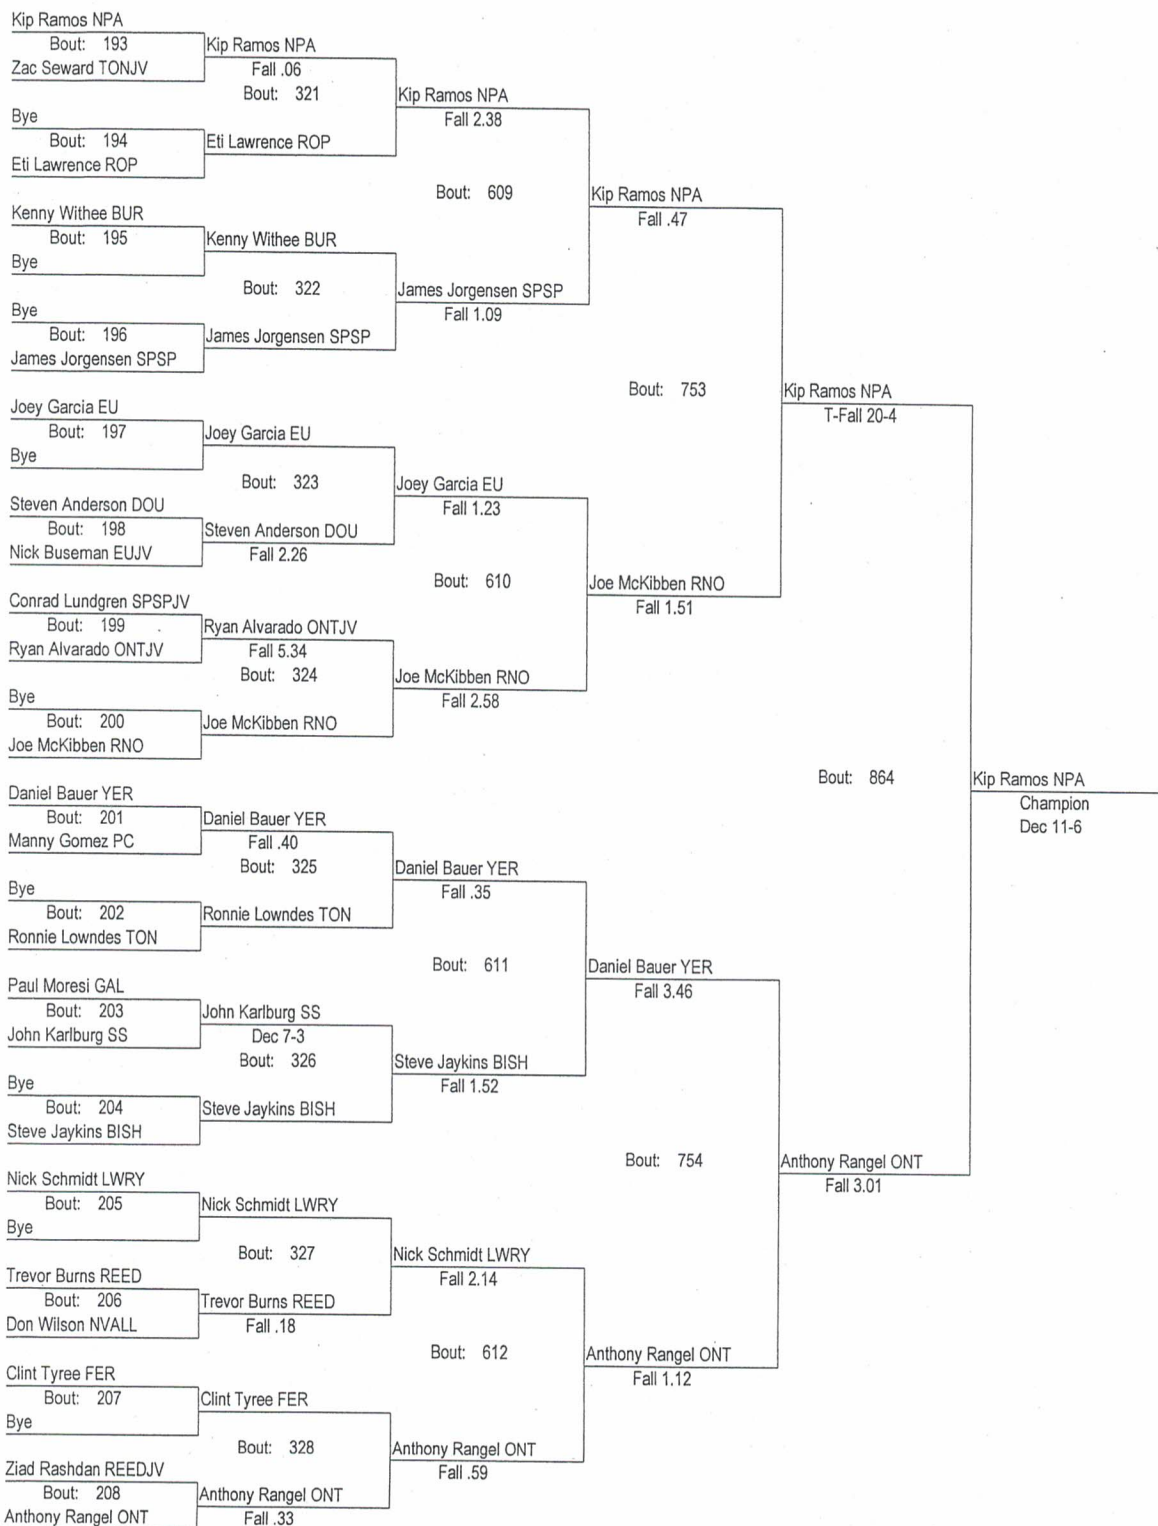 Kip Ramos NPA
Bout: 193
Zac Seward TONJV
Bye
Bout: 194
Eti Lawrence ROP
Kenny Withee BUR
Bout: 195
Bye
Bye
Bout: 196
James Jorgensen SPSP
Joey Garcia EU
Bout: 197
Bye
Steven Anderson DOU
Bout: 198
Nick Buseman EUJV
Conrad Lundgren SPSPJV
Bout: 199
Ryan Alvarado ONTJV
Bye
Bout: 200
Joe McKibben RNO
Daniel Bauer YER
Bout: 201
Manny Gomez PC
Bye
Bout: 202
Ronnie Lowndes TON
Paul Moresi GAL
Bout: 203
John Karlburg SS
Bye
Bout: 204
Steve Jaykins BISH
Nick Schmidt LWRY
Bout: 205
Bye
Trevor Burns REED
Bout: 206
Don Wilson NVALL
Clint Tyree FER
Bout: 207
Bye
Ziad Rashdan REEDJV
Bout: 208
Anthony Rangel ONT
Kip Ramos NPA
Fall .06
Bout: 321
Eti Lawrence ROP
Kenny Withee BUR
Bout: 322
James Jorgensen SPSP
Joey Garcia EU
Bout: 323
Steven Anderson DOU
Fall 2.26
Ryan Alvarado ONTJV
Fall 5.34
Bout: 324
Joe McKibben RNO
Daniel Bauer YER
Fall .40
Bout: 325
Ronnie Lowndes TON
John Karlburg SS
Dec 7-3
Bout: 326
Steve Jaykins BISH
Nick Schmidt LWRY
Bout: 327
Trevor Burns REED
Fall .18
Clint Tyree FER
Bout: 328
Anthony Rangel ONT
Fall .33
Kip Ramos NPA
Fall 2.38
Bout: 609
James Jorgensen SPSP
Fall 1.09
Joey Garcia EU
Fall 1.23
Bout: 610
Joe McKibben RNO
Fall 2.58
Daniel Bauer YER
Fall .35
Bout: 611
Steve Jaykins BISH
Fall 1.52
Nick Schmidt LWRY
Fall 2.14
Bout: 612
Anthony Rangel ONT
Fall .59
Kip Ramos NPA
Fall .47
Bout: 753
Joe McKibben RNO
Fall 1.51
Daniel Bauer YER
Fall 3.46
Bout: 754
Anthony Rangel ONT
Fall 1.12
Kip Ramos NPA
T-Fall 20-4
Bout: 864
Anthony Rangel ONT
Fall 3.01
Kip Ramos NPA
Champion
Dec 11-6